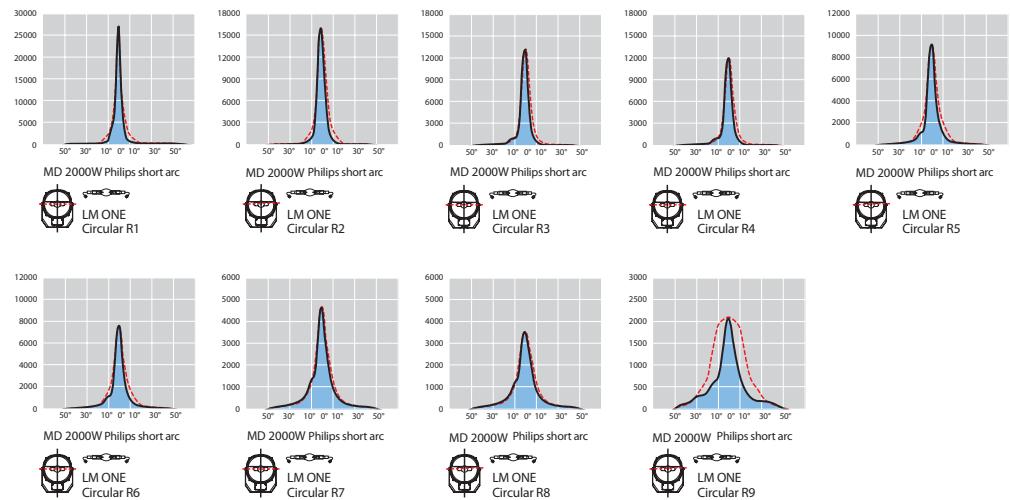 30000
25000
20000
15000
10000
5000
0
50° 30° 10° 0° 10° 30° 50°
MD 2000W Philips short arc
LM ONE
Circular R1
18000
15000
12000
9000
6000
3000
0
50° 30° 10° 0° 10° 30° 50°
MD 2000W Philips short arc
LM ONE
Circular R2
18000
15000
12000
9000
6000
3000
0
50° 30° 10° 0° 10° 30° 50°
MD 2000W Philips short arc
LM ONE
Circular R3
18000
15000
12000
9000
6000
3000
0
50° 30° 10° 0° 10° 30° 50°
MD 2000W Philips short arc
LM ONE
Circular R4
12000
10000
8000
6000
4000
2000
0
50° 30° 10° 0° 10° 30° 50°
MD 2000W Philips short arc
LM ONE
Circular R5
12000
10000
8000
6000
4000
12000
0
50° 30° 10° 0° 10° 30° 50°
MD 2000W Philips short arc
LM ONE
Circular R6
6000
5000
4000
3000
2000
1000
0
50° 30° 10° 0° 10° 30° 50°
MD 2000W Philips short arc
LM ONE
Circular R7
6000
5000
4000
3000
2000
1000
0
50° 30° 10° 0° 10° 30° 50°
MD 2000W Philips short arc
LM ONE
Circular R8
3000
2500
2000
1500
1000
500
0
50° 30° 10° 0° 10° 30° 50°
MD 2000W Philips short arc
LM ONE
Circular R9